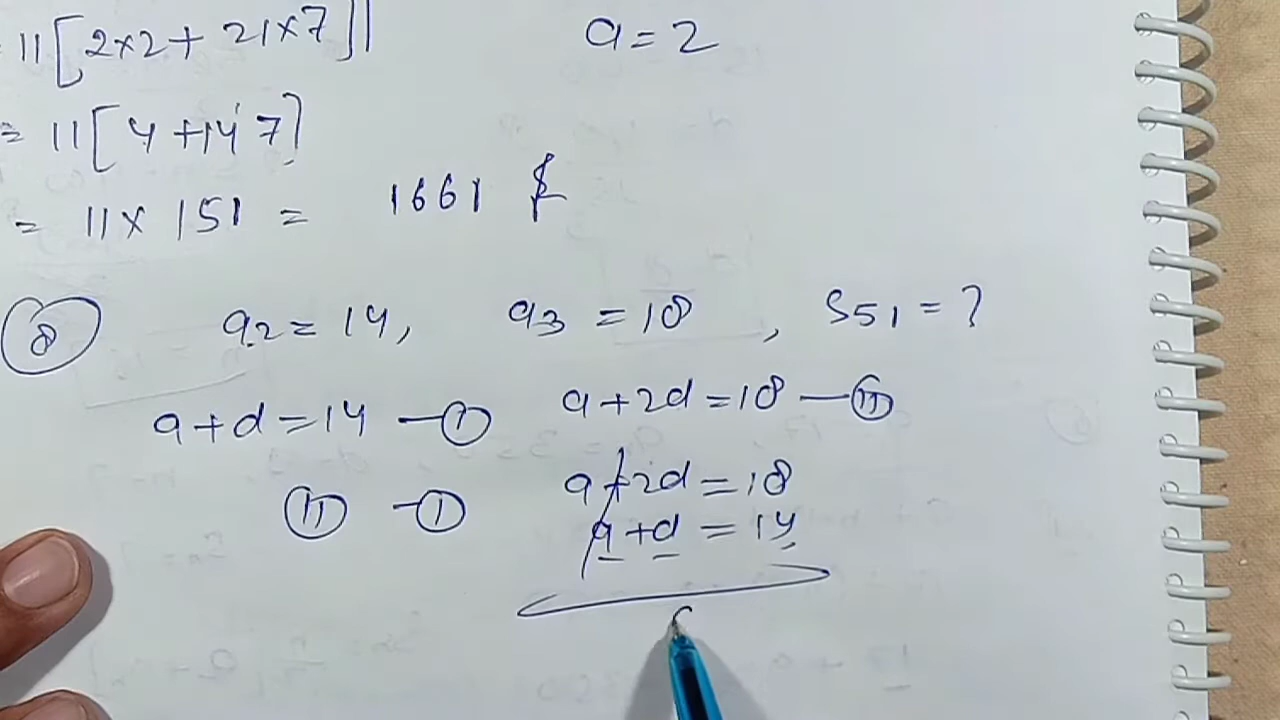 = 11[2×2+ 21×7]
a = 2
= 11[4+147]
= 11× 151 = 1661
8 a2 = 14, a3 = 18, S51 = ?
a+d=14 — I a+2d=18 — II
II - I a+2d=18
a+d=14